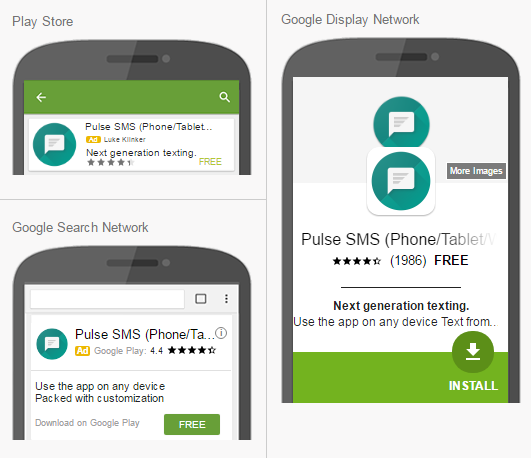 Play Store
Pulse SMS (Phone/Tablet...
Ad Luke Klinker
Next generation texting.
FREE
Google Search Network
Pulse SMS (Phone/Ta...
Ad Google Play: 4.4
Use the app on any device
Packed with customization
Download on Google Play FREE
Google Display Network
More Images
Pulse SMS (Phone/Tablet/W
(1986) FREE
Next generation texting.
Use the app on any device Text from..
INSTALL